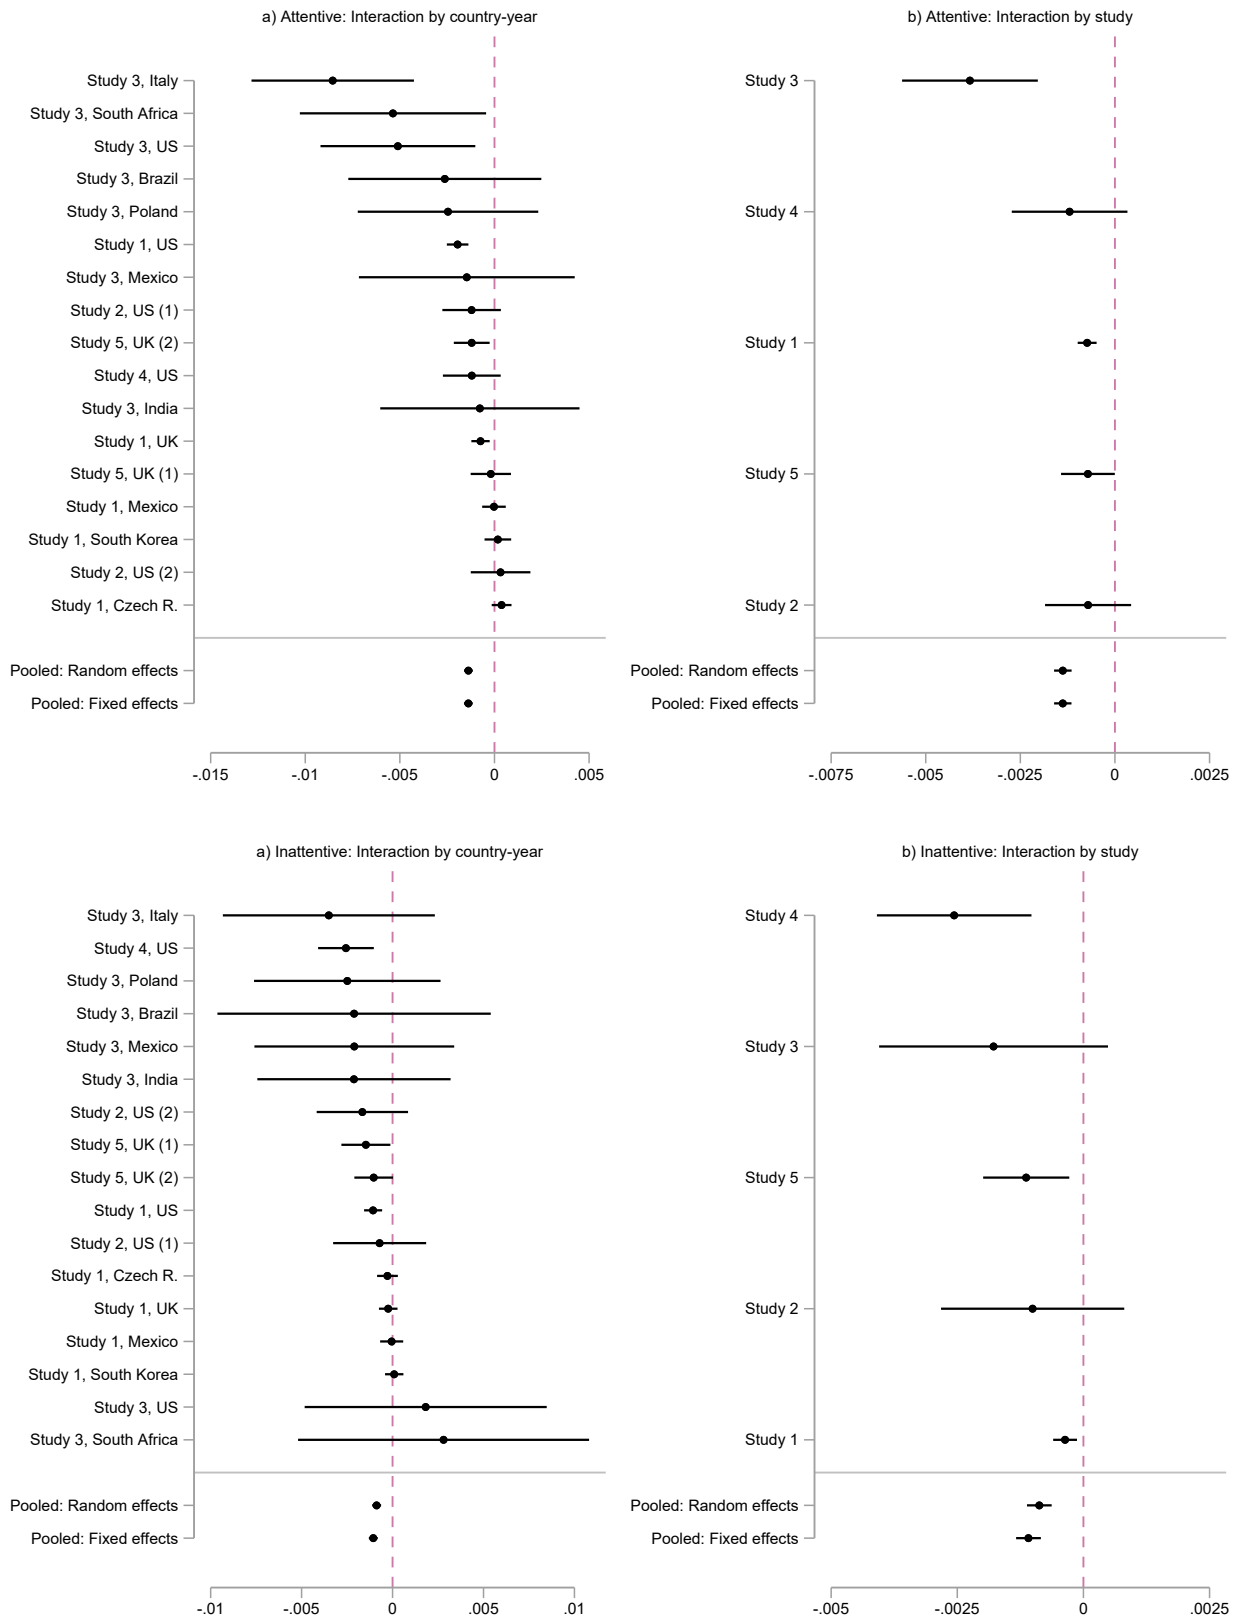 a) Attentive: Interaction by country-year
Study 3, Italy
Study 3, South Africa
Study 3, US
Study 3, Brazil
Study 3, Poland
Study 1, US
Study 3, Mexico
Study 2, US (1)
Study 5, UK (2)
Study 4, US
Study 3, India
Study 1, UK
Study 5, UK (1)
Study 1, Mexico
Study 1, South Korea
Study 2, US (2)
Study 1, Czech R.
Pooled: Random effects
Pooled: Fixed effects
-.015 -.01 -.005 0 .005
b) Attentive: Interaction by study
Study 3
Study 4
Study 1
Study 5
Study 2
Pooled: Random effects
Pooled: Fixed effects
-.0075 -.005 -.0025 0 .0025
a) Inattentive: Interaction by country-year
Study 3, Italy
Study 4, US
Study 3, Poland
Study 3, Brazil
Study 3, Mexico
Study 3, India
Study 2, US (2)
Study 5, UK (1)
Study 5, UK (2)
Study 1, US
Study 2, US (1)
Study 1, Czech R.
Study 1, UK
Study 1, Mexico
Study 1, South Korea
Study 3, US
Study 3, South Africa
Pooled: Random effects
Pooled: Fixed effects
-.01 -.005 0 .005 .01
b) Inattentive: Interaction by study
Study 4
Study 3
Study 5
Study 2
Study 1
Pooled: Random effects
Pooled: Fixed effects
-.005 -.0025 0 .0025